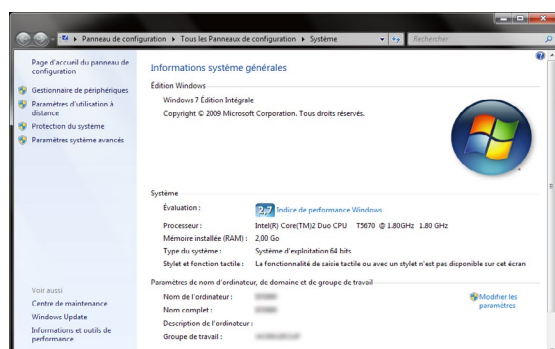 Panneau de configuration ▸ Tous les Panneaux de configuration ▸ Système
Rechercher
Page d'accueil du panneau de configuration
Gestionnaire de périphériques
Paramètres d'utilisation à distance
Protection du système
Paramètres système avancés
Voir aussi
Centre de maintenance
Windows Update
Informations et outils de performance
Informations système générales
Édition Windows
Windows 7 Édition Intégrale
Copyright © 2009 Microsoft Corporation. Tous droits réservés.
Système
Évaluation :
2,7 Indice de performance Windows
Processeur : Intel(R) Core(TM)2 Duo CPU T5670 @ 1.80GHz 1.80 GHz
Mémoire installée (RAM) : 2,00 Go
Type du système : Système d'exploitation 64 bits
Stylet et fonction tactile : La fonctionnalité de saisie tactile ou avec un stylet n'est pas disponible sur cet écran
Paramètres de nom d'ordinateur, de domaine et de groupe de travail
Nom de l'ordinateur :
Modifier les paramètres
Nom complet :
Description de l'ordinateur :
Groupe de travail :